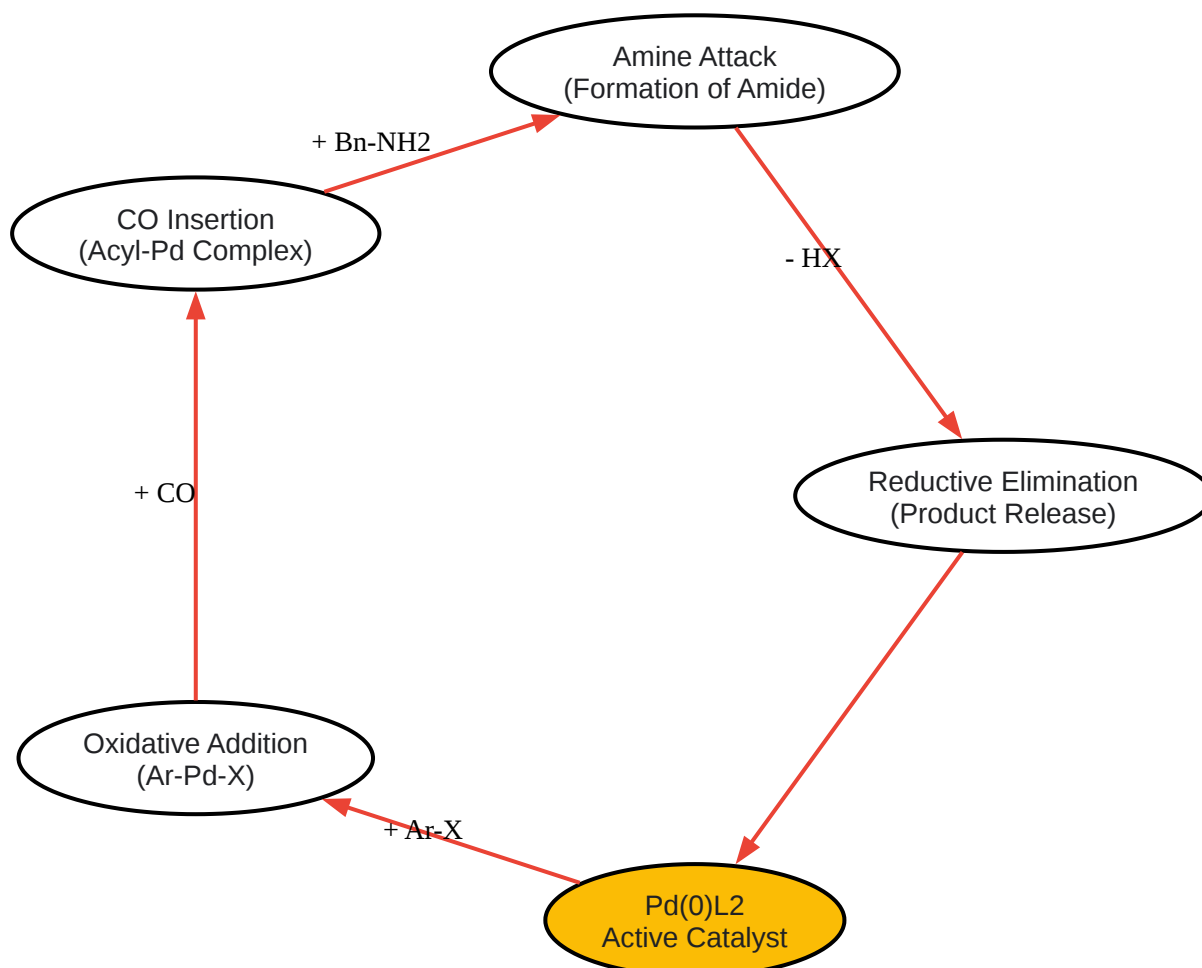 Amine Attack
(Formation of Amide)
+ Bn-NH2
CO Insertion
(Acyl-Pd Complex)
- HX
Reductive Elimination
(Product Release)
+ CO
Oxidative Addition
(Ar-Pd-X)
+ Ar-X
Pd(0)L2
Active Catalyst